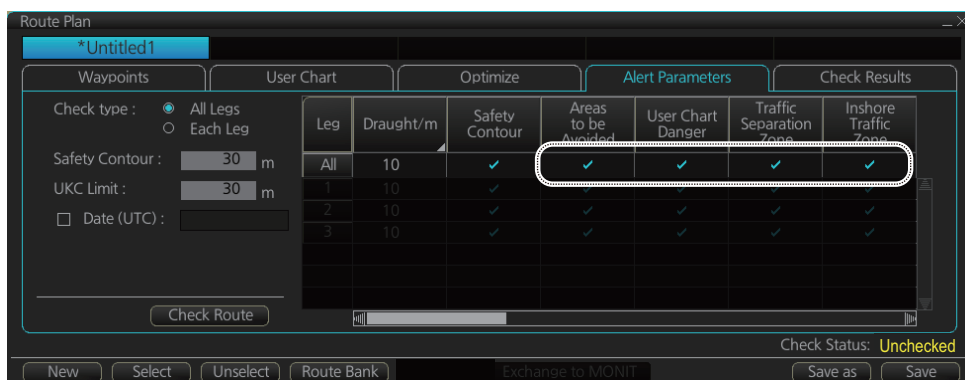 Route Plan
*Untitled1
Waypoints User Chart Optimize Alert Parameters Check Results
Check type : All Legs
Each Leg
Safety Contour : 30 m
UKC Limit : 30 m
Date (UTC) :
Check Route
Leg Draught/m Safety Contour Areas to be Avoided User Chart Danger Traffic Separation Zone Inshore Traffic Zone
All 10 ✓ ✓ ✓ ✓ ✓
1 10 ✓ ✓ ✓ ✓ ✓
2 10 ✓ ✓ ✓ ✓ ✓
3 10 ✓ ✓ ✓ ✓ ✓
Check Status: Unchecked
New Select Unselect Route Bank Exchange to MONIT Save as Save